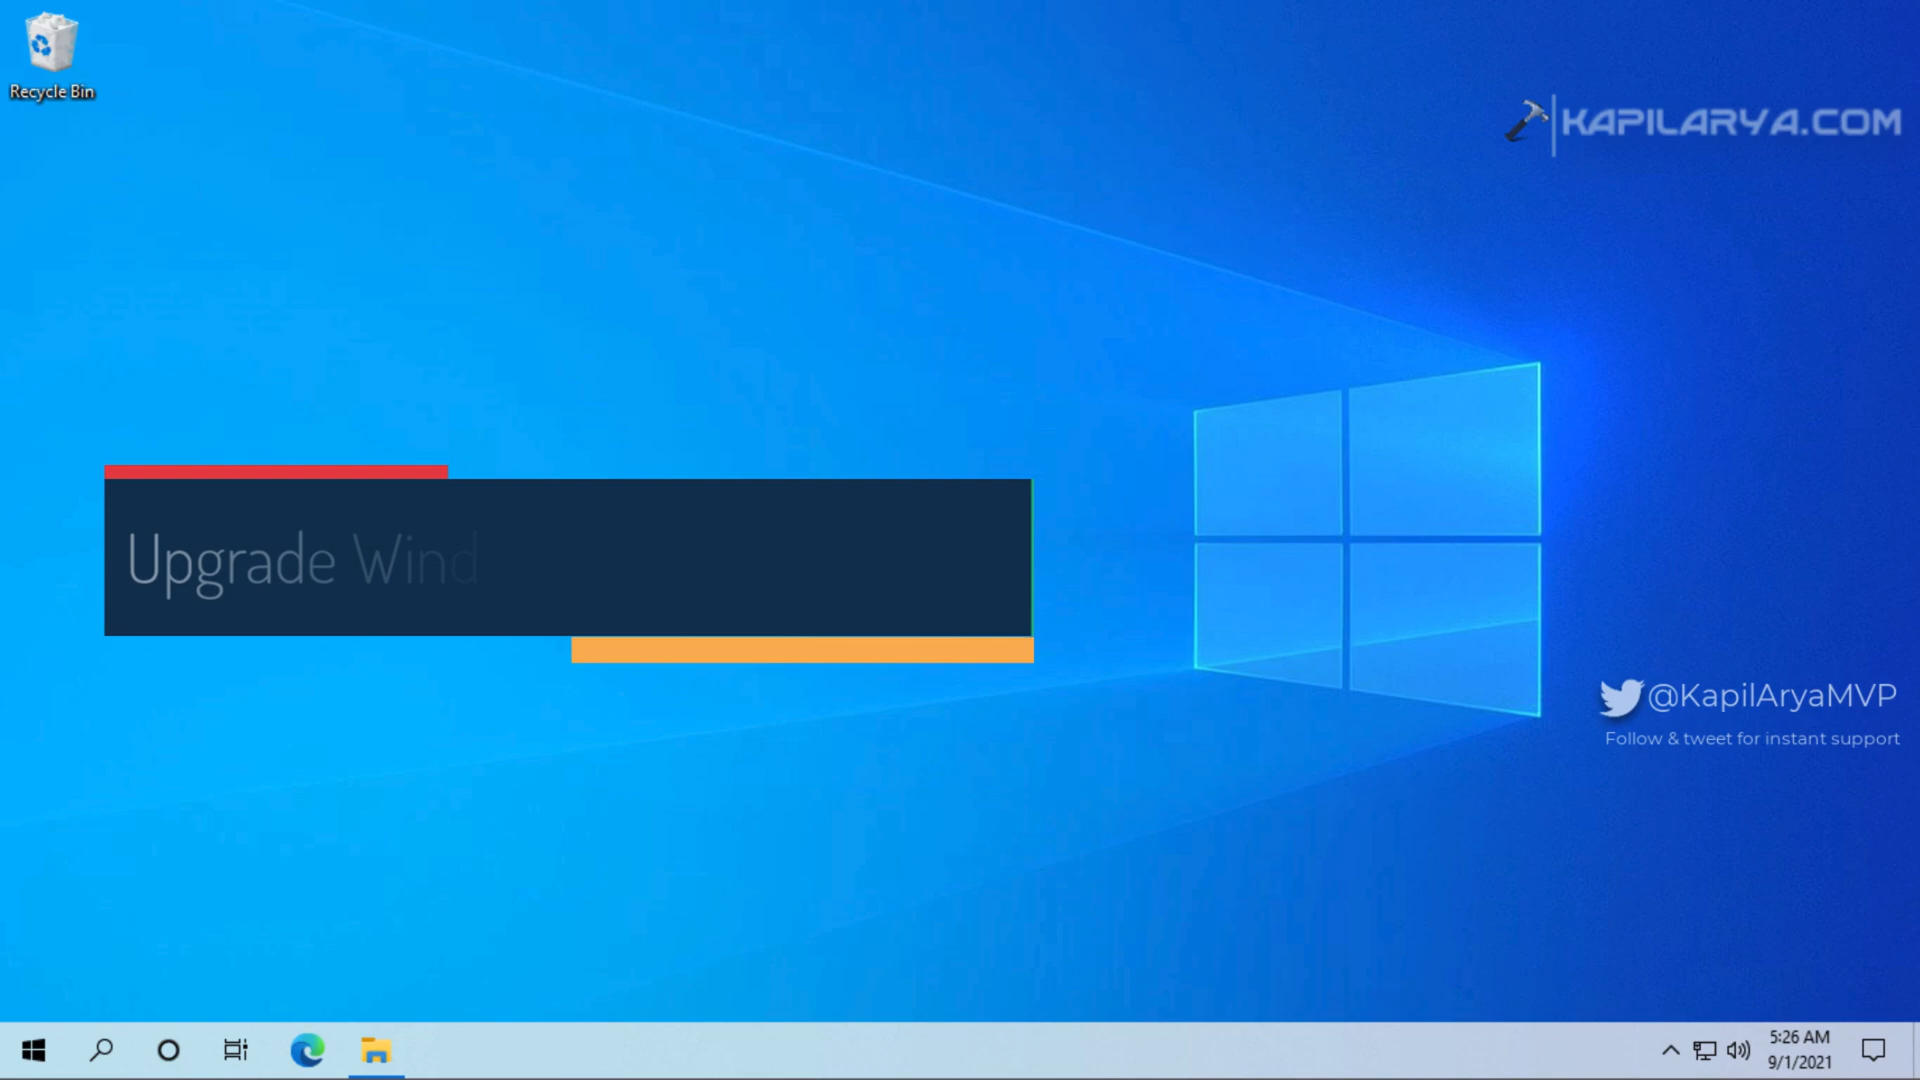 Recycle Bin
KAPILARYA.COM
Upgrade Wind
@KapilAryaMVP
Follow & tweet for instant support
5:26 AM
9/1/2021